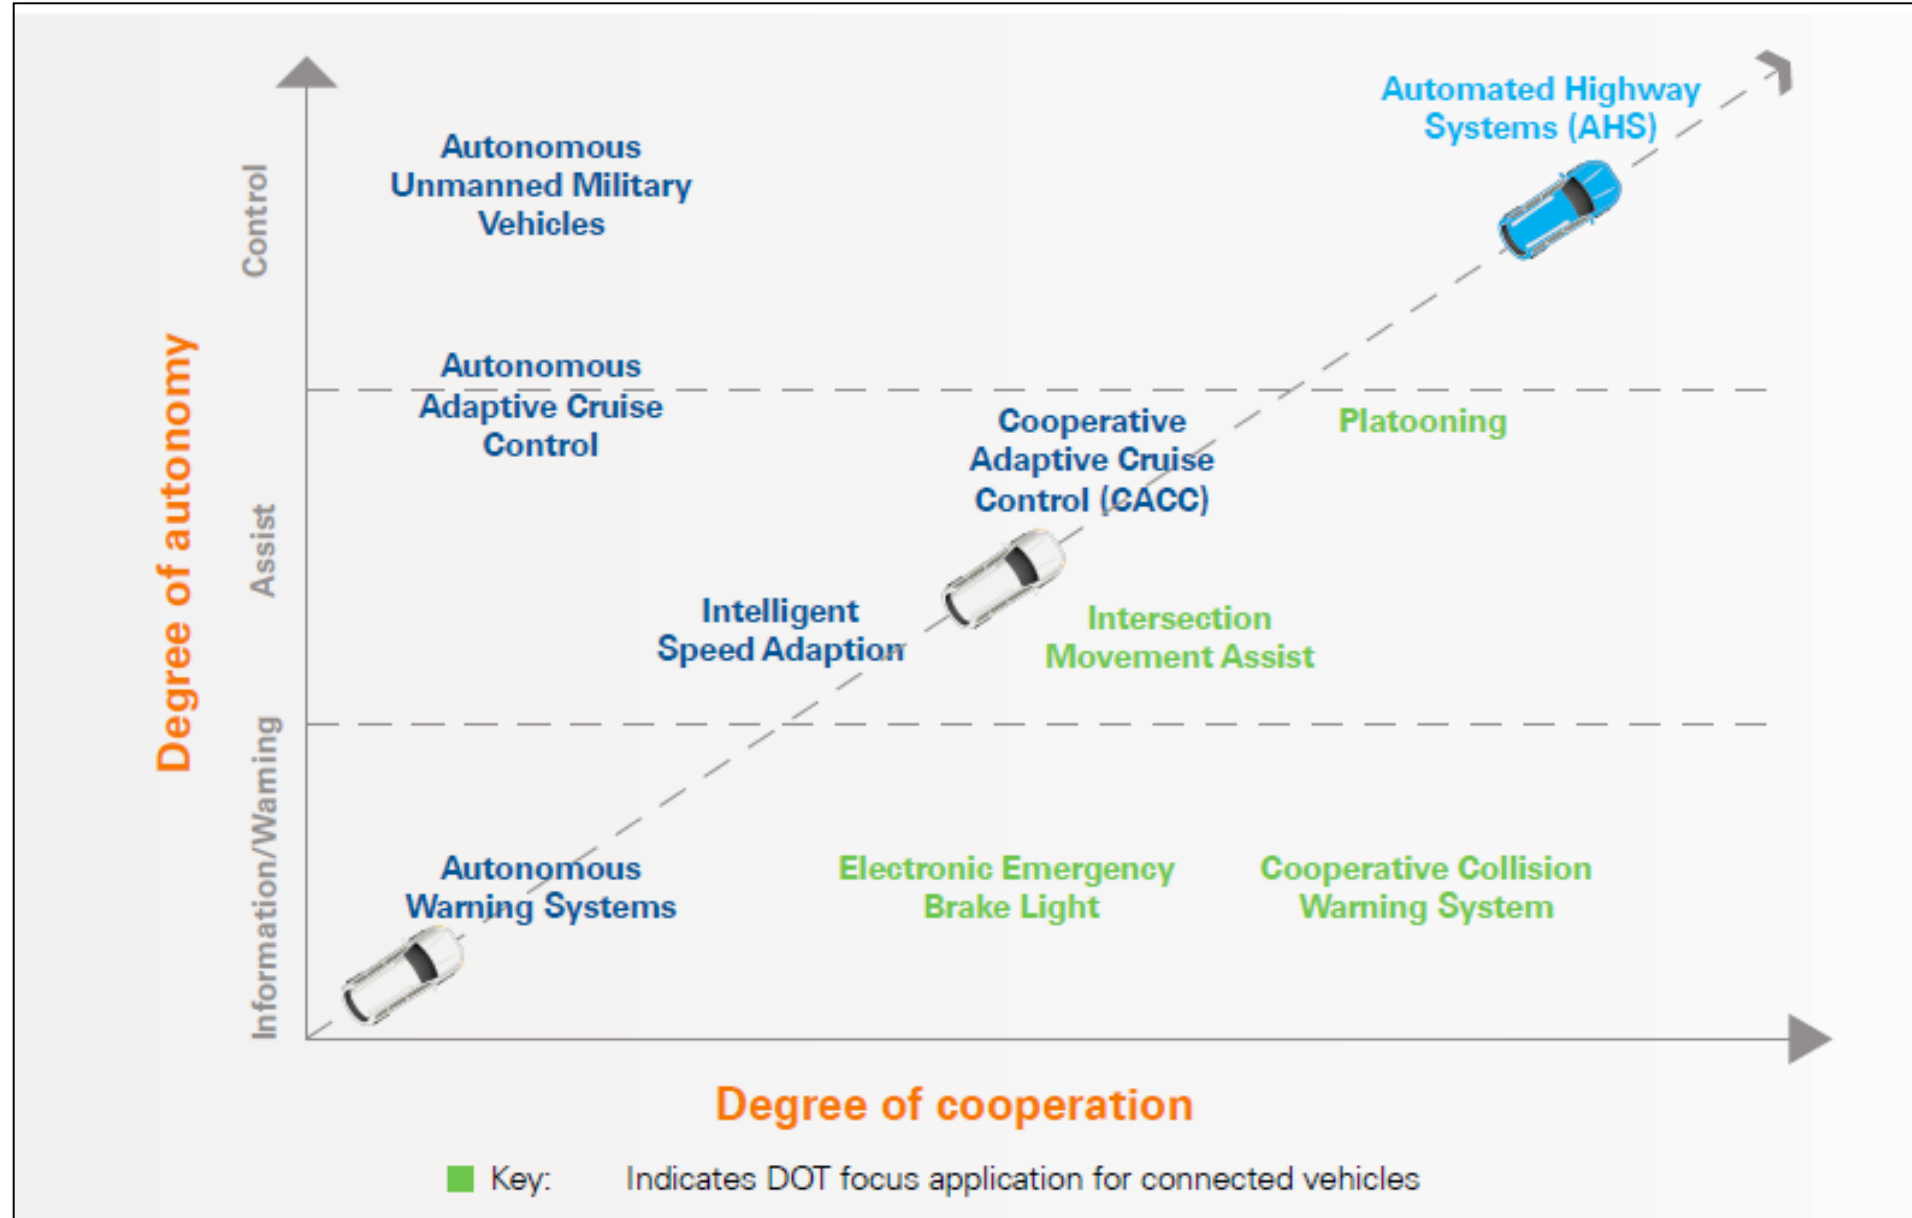 Automated Highway
Systems (AHS)
Autonomous
Unmanned Military
Vehicles
Control
Autonomous
Adaptive Cruise
Control
Cooperative
Adaptive Cruise
Control (CACC)
Platooning
Degree of autonomy
Assist
Intelligent
Speed Adaption
Intersection
Movement Assist
Information/Warning
Autonomous
Warning Systems
Electronic Emergency
Brake Light
Cooperative Collision
Warning System
Degree of cooperation
Key: Indicates DOT focus application for connected vehicles